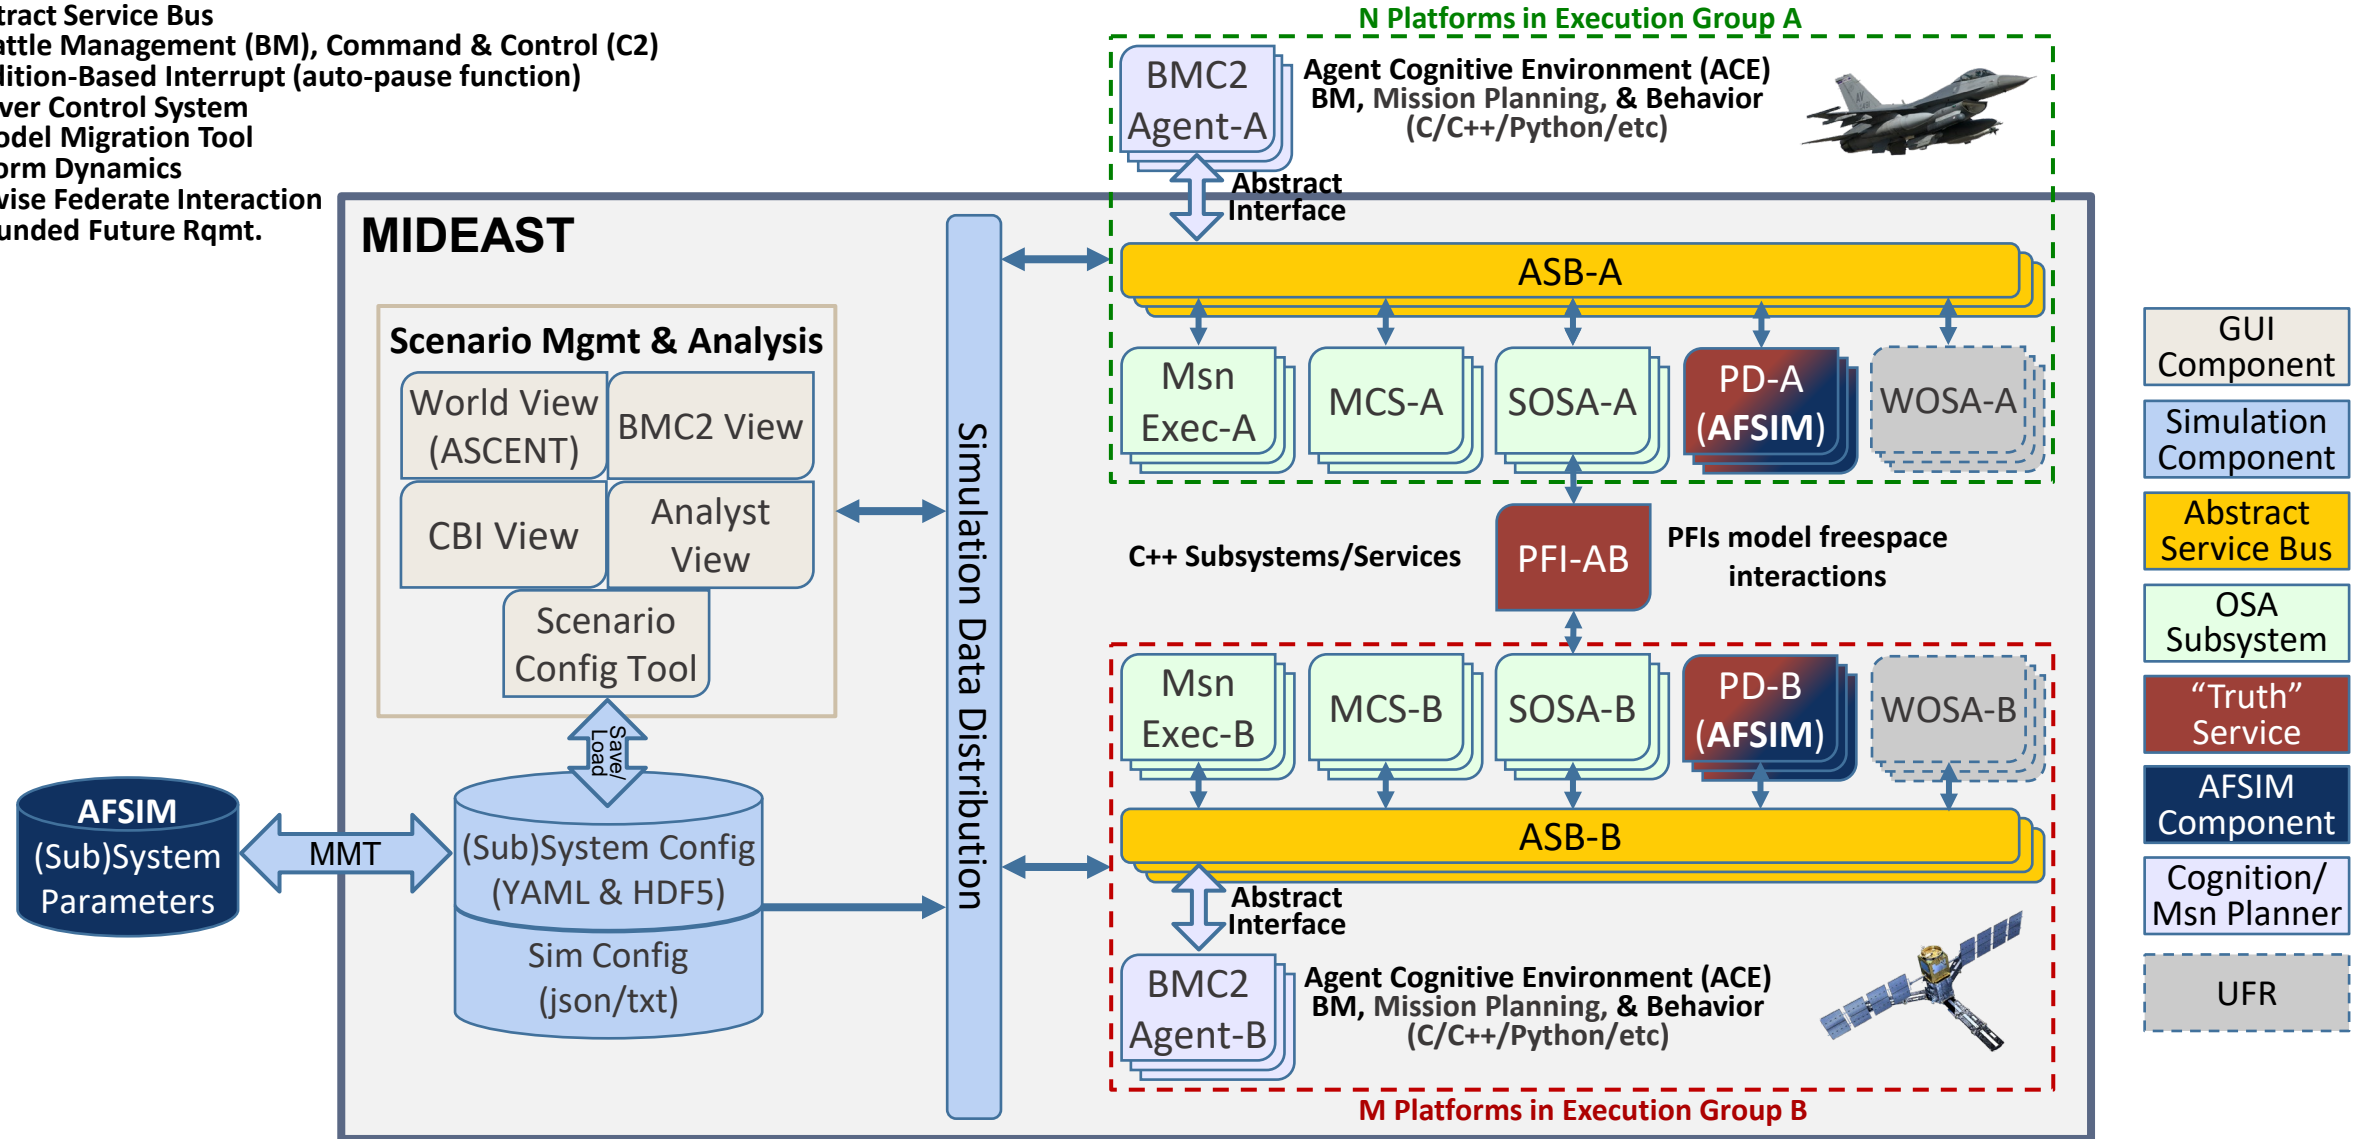 tract Service Bus
attle Management (BM), Command & Control (C2)
dition-Based Interrupt (auto-pause function)
ver Control System
odel Migration Tool
orm Dynamics
wise Federate Interaction
unded Future Rqmt.
MIDEAST
Scenario Mgmt & Analysis
World View
(ASCENT)
BMC2 View
CBI View
Analyst
View
Scenario
Config Tool
Save/
Load
AFSIM
(Sub)System
Parameters
MMT
(Sub)System Config
(YAML & HDF5)
Sim Config
(json/txt)
Simulation Data Distribution
N Platforms in Execution Group A
BMC2
Agent-A
Agent Cognitive Environment (ACE)
BM, Mission Planning, & Behavior
(C/C++/Python/etc)
Abstract
Interface
ASB-A
Msn
Exec-A
MCS-A
SOSA-A
PD-A
(AFSIM)
WOSA-A
C++ Subsystems/Services
PFI-AB
PFIs model freespace
interactions
Msn
Exec-B
MCS-B
SOSA-B
PD-B
(AFSIM)
WOSA-B
ASB-B
Abstract
Interface
BMC2
Agent-B
Agent Cognitive Environment (ACE)
BM, Mission Planning, & Behavior
(C/C++/Python/etc)
M Platforms in Execution Group B
GUI
Component
Simulation
Component
Abstract
Service Bus
OSA
Subsystem
“Truth”
Service
AFSIM
Component
Cognition/
Msn Planner
UFR